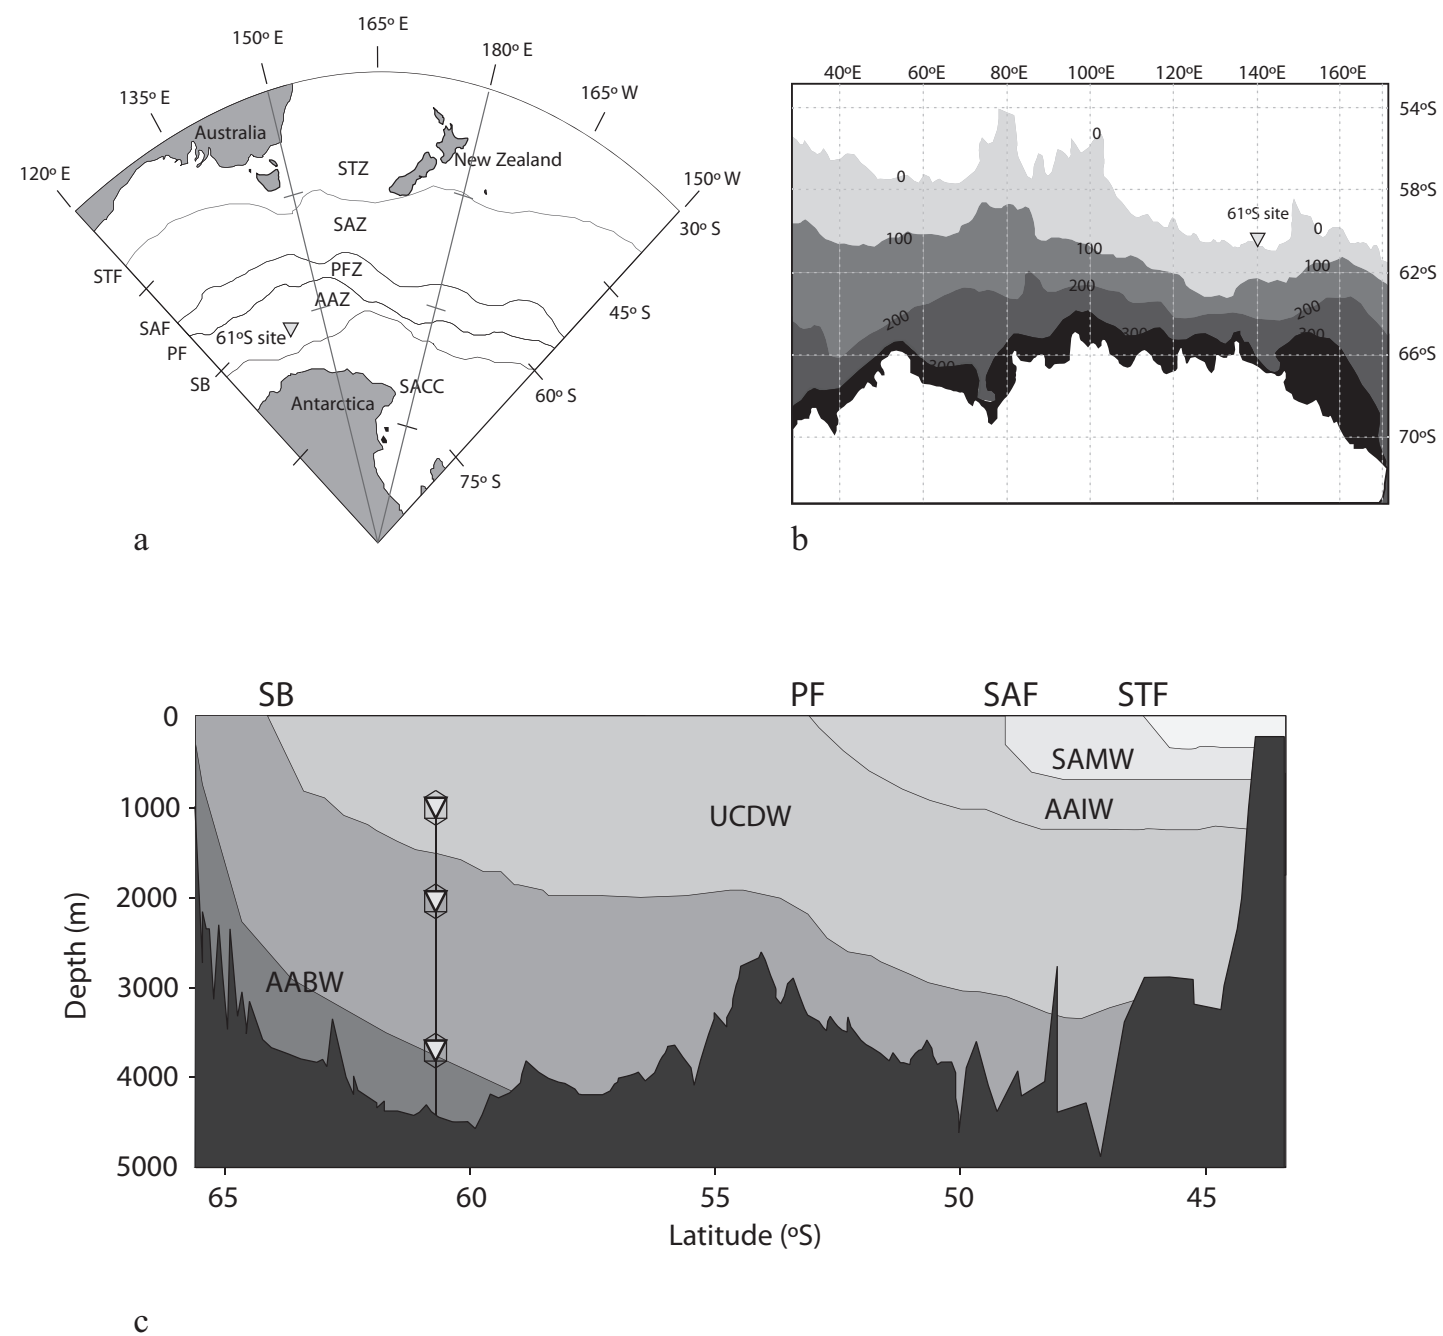 165º E
150º E
180º E
135º E
165º W
120º E
Australia
New Zealand
STZ
150º W
SAZ
30º S
STF
PFZ
AAZ
45º S
SAF
61ºS site
PF
SB
SACC
60º S
Antarctica
75º S
a
40ºE 60ºE 80ºE 100ºE 120ºE 140ºE 160ºE
54ºS
0
0
58ºS
61ºS site
0
100
100
100
62ºS
200
200
200
300
300
66ºS
300
70ºS
b
SB PF SAF STF
0
SAMW
1000
UCDW
AAIW
2000
Depth (m)
AABW
3000
4000
5000
65 60 55 50 45
Latitude (ºS)
c